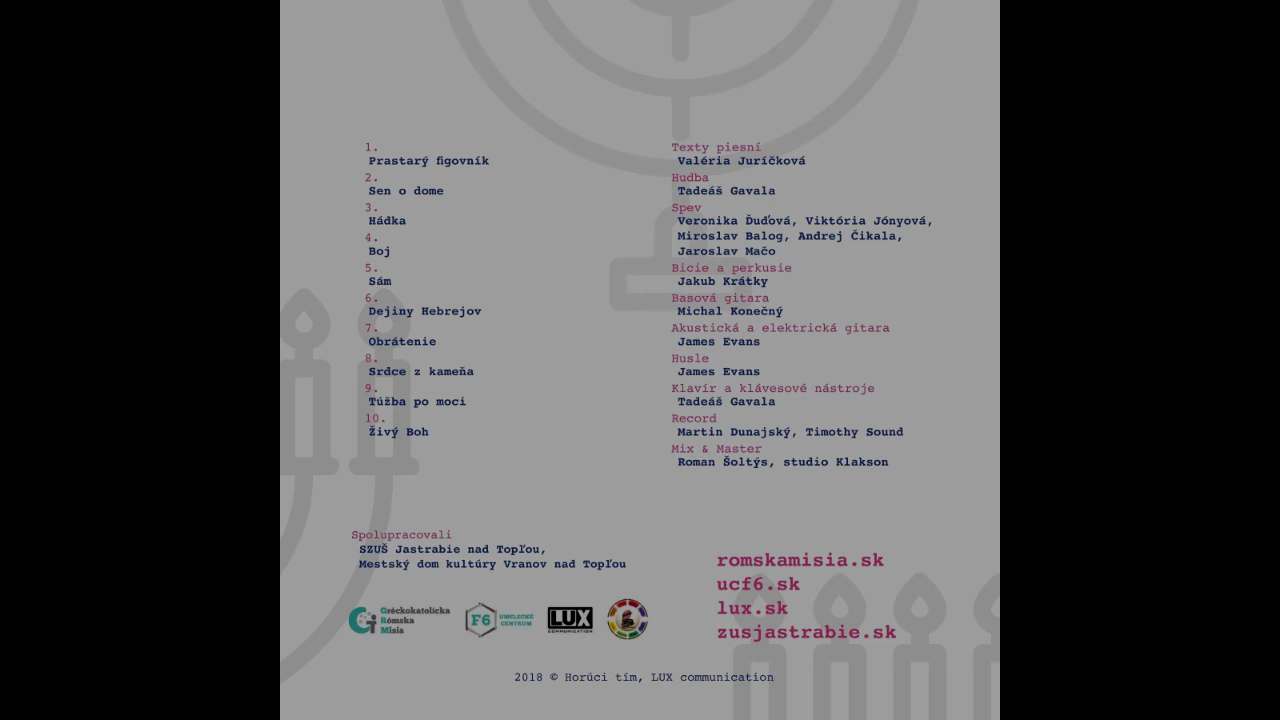 1.
Prastarý figovník
2.
Sen o dome
3.
Hádka
4.
Boj
5.
Sám
6.
Dejiny Hebrejov
7.
Obrátenie
8.
Srdce z kameňa
9.
Túžba po moci
10.
Živý Boh
Texty piesní
Valéria Juríčková
Hudba
Tadeáš Gavala
Spev
Veronika Ďuďová, Viktória Jónyová,
Miroslav Balog, Andrej Čikala,
Jaroslav Mačo
Bicie a perkusie
Jakub Krátky
Basová gitara
Michal Konečný
Akustická a elektrická gitara
James Evans
Husle
James Evans
Klavír a klávesové nástroje
Tadeáš Gavala
Record
Martin Dunajský, Timothy Sound
Mix & Master
Roman Šoltýs, studio Klakson
Spolupracovali
SZUŠ Jastrabie nad Topľou,
Mestský dom kultúry Vranov nad Topľou
romskamisia.sk
ucf6.sk
lux.sk
zusjastrabie.sk
Gréckokatolícka
Rómska
Misia
F6 UMELECKÉ
CENTRUM
LUX
COMMUNICATION
2018 © Horúci tím, LUX communication